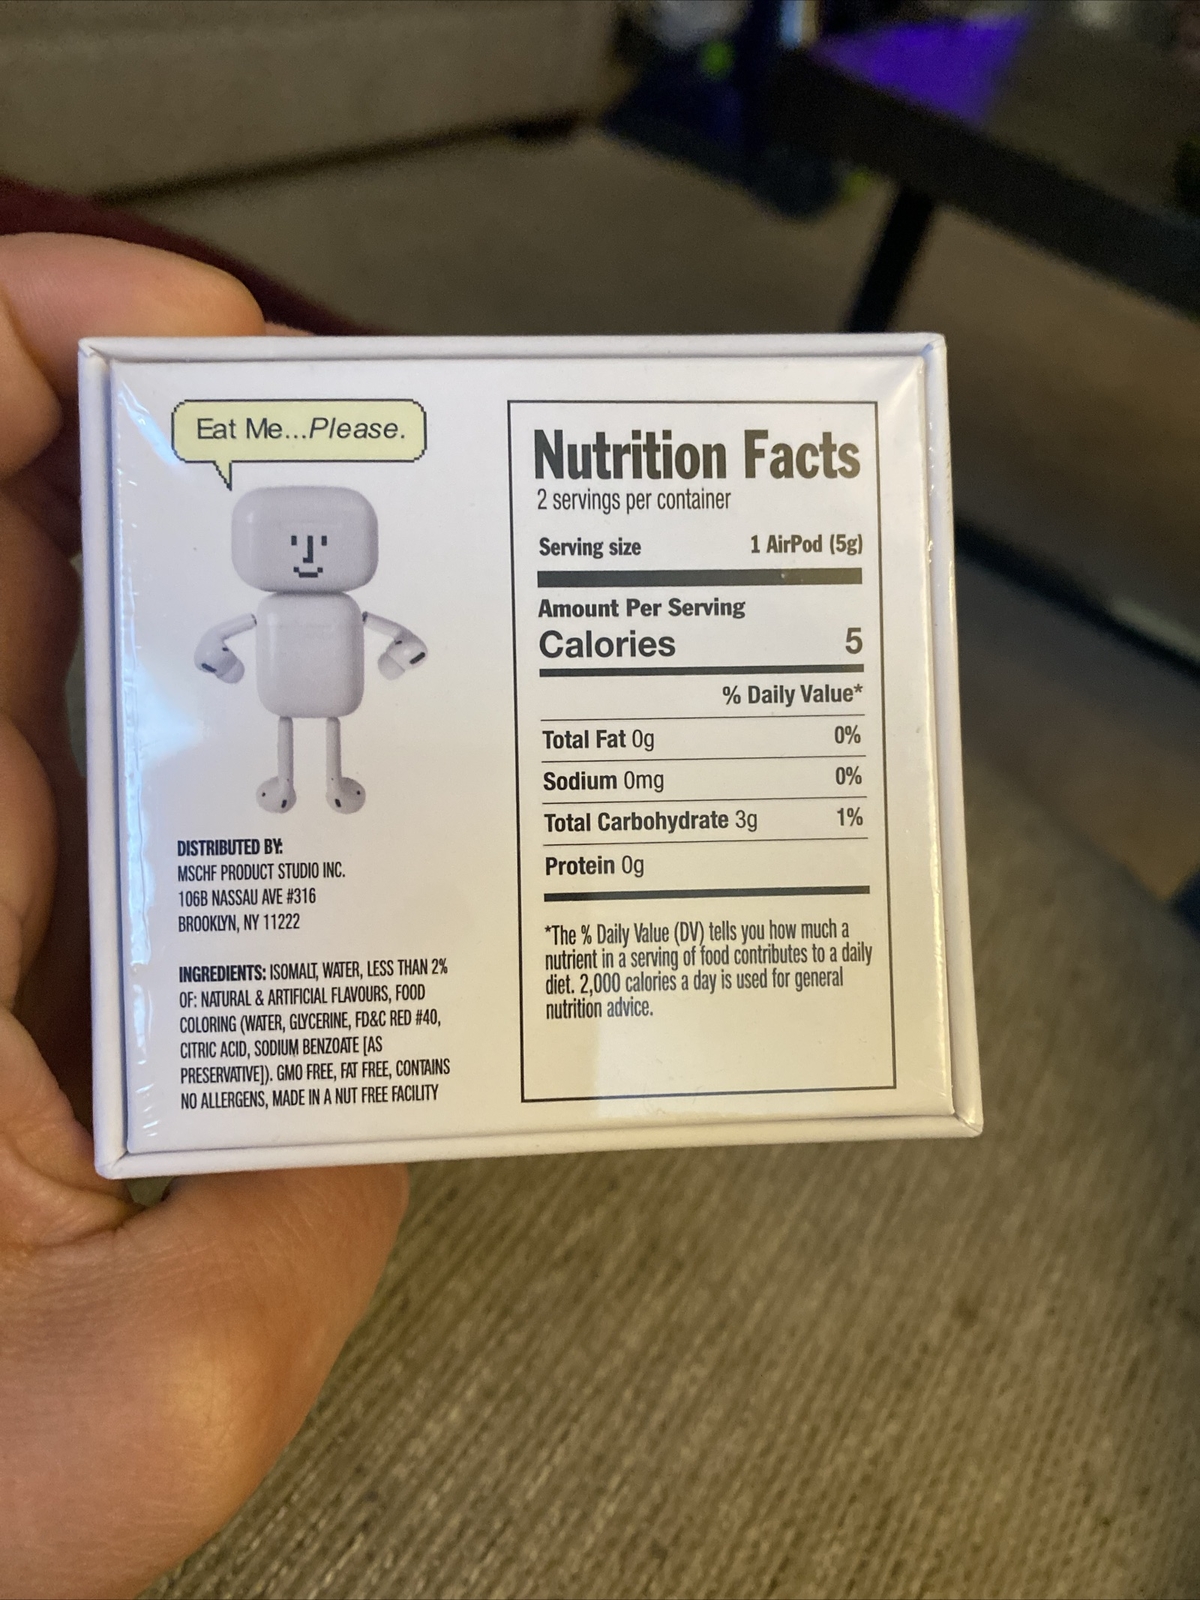 Eat Me...Please.
DISTRIBUTED BY:
MSCHF PRODUCT STUDIO INC.
106B NASSAU AVE #316
BROOKLYN, NY 11222
INGREDIENTS: ISOMALT, WATER, LESS THAN 2%
OF: NATURAL & ARTIFICIAL FLAVOURS, FOOD
COLORING (WATER, GLYCERINE, FD&C RED #40,
CITRIC ACID, SODIUM BENZOATE [AS
PRESERVATIVE]). GMO FREE, FAT FREE, CONTAINS
NO ALLERGENS, MADE IN A NUT FREE FACILITY
Nutrition Facts
2 servings per container
Serving size 1 AirPod (5g)
Amount Per Serving
Calories 5
% Daily Value*
Total Fat 0g 0%
Sodium 0mg 0%
Total Carbohydrate 3g 1%
Protein 0g
*The % Daily Value (DV) tells you how much a
nutrient in a serving of food contributes to a daily
diet. 2,000 calories a day is used for general
nutrition advice.